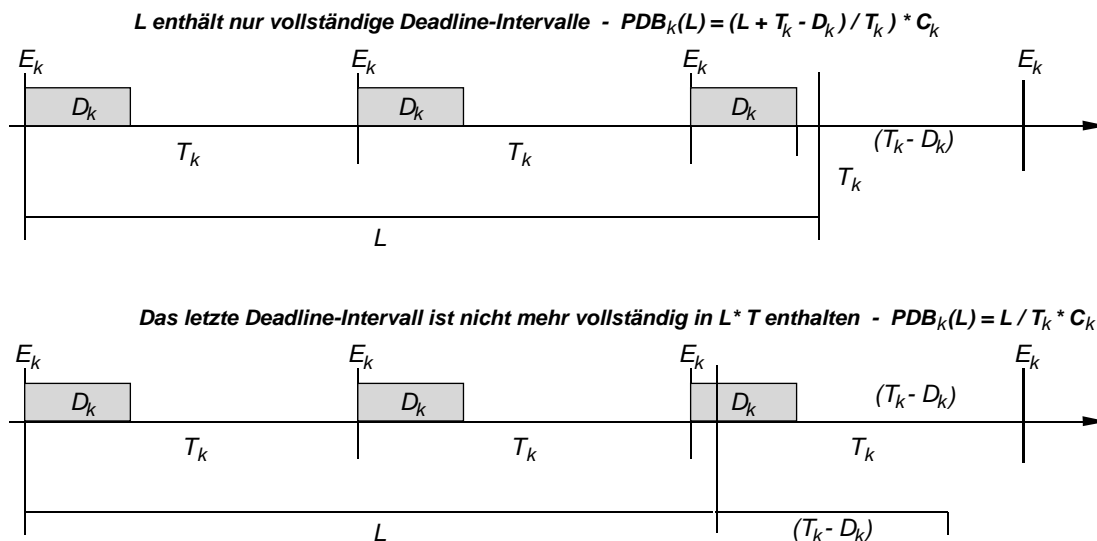 L enthält nur vollständige Deadline-Intervalle - PDBk(L) = (L + Tk - Dk ) / Tk ) * Ck
Ek Ek Ek Ek
Dk Dk Dk
(Tk - Dk)
Tk Tk
Tk
L
Das letzte Deadline-Intervall ist nicht mehr vollständig in L* T enthalten - PDBk(L) = L / Tk * Ck
Ek Ek Ek Ek
Dk Dk Dk (Tk - Dk)
Tk Tk Tk
L (Tk - Dk)